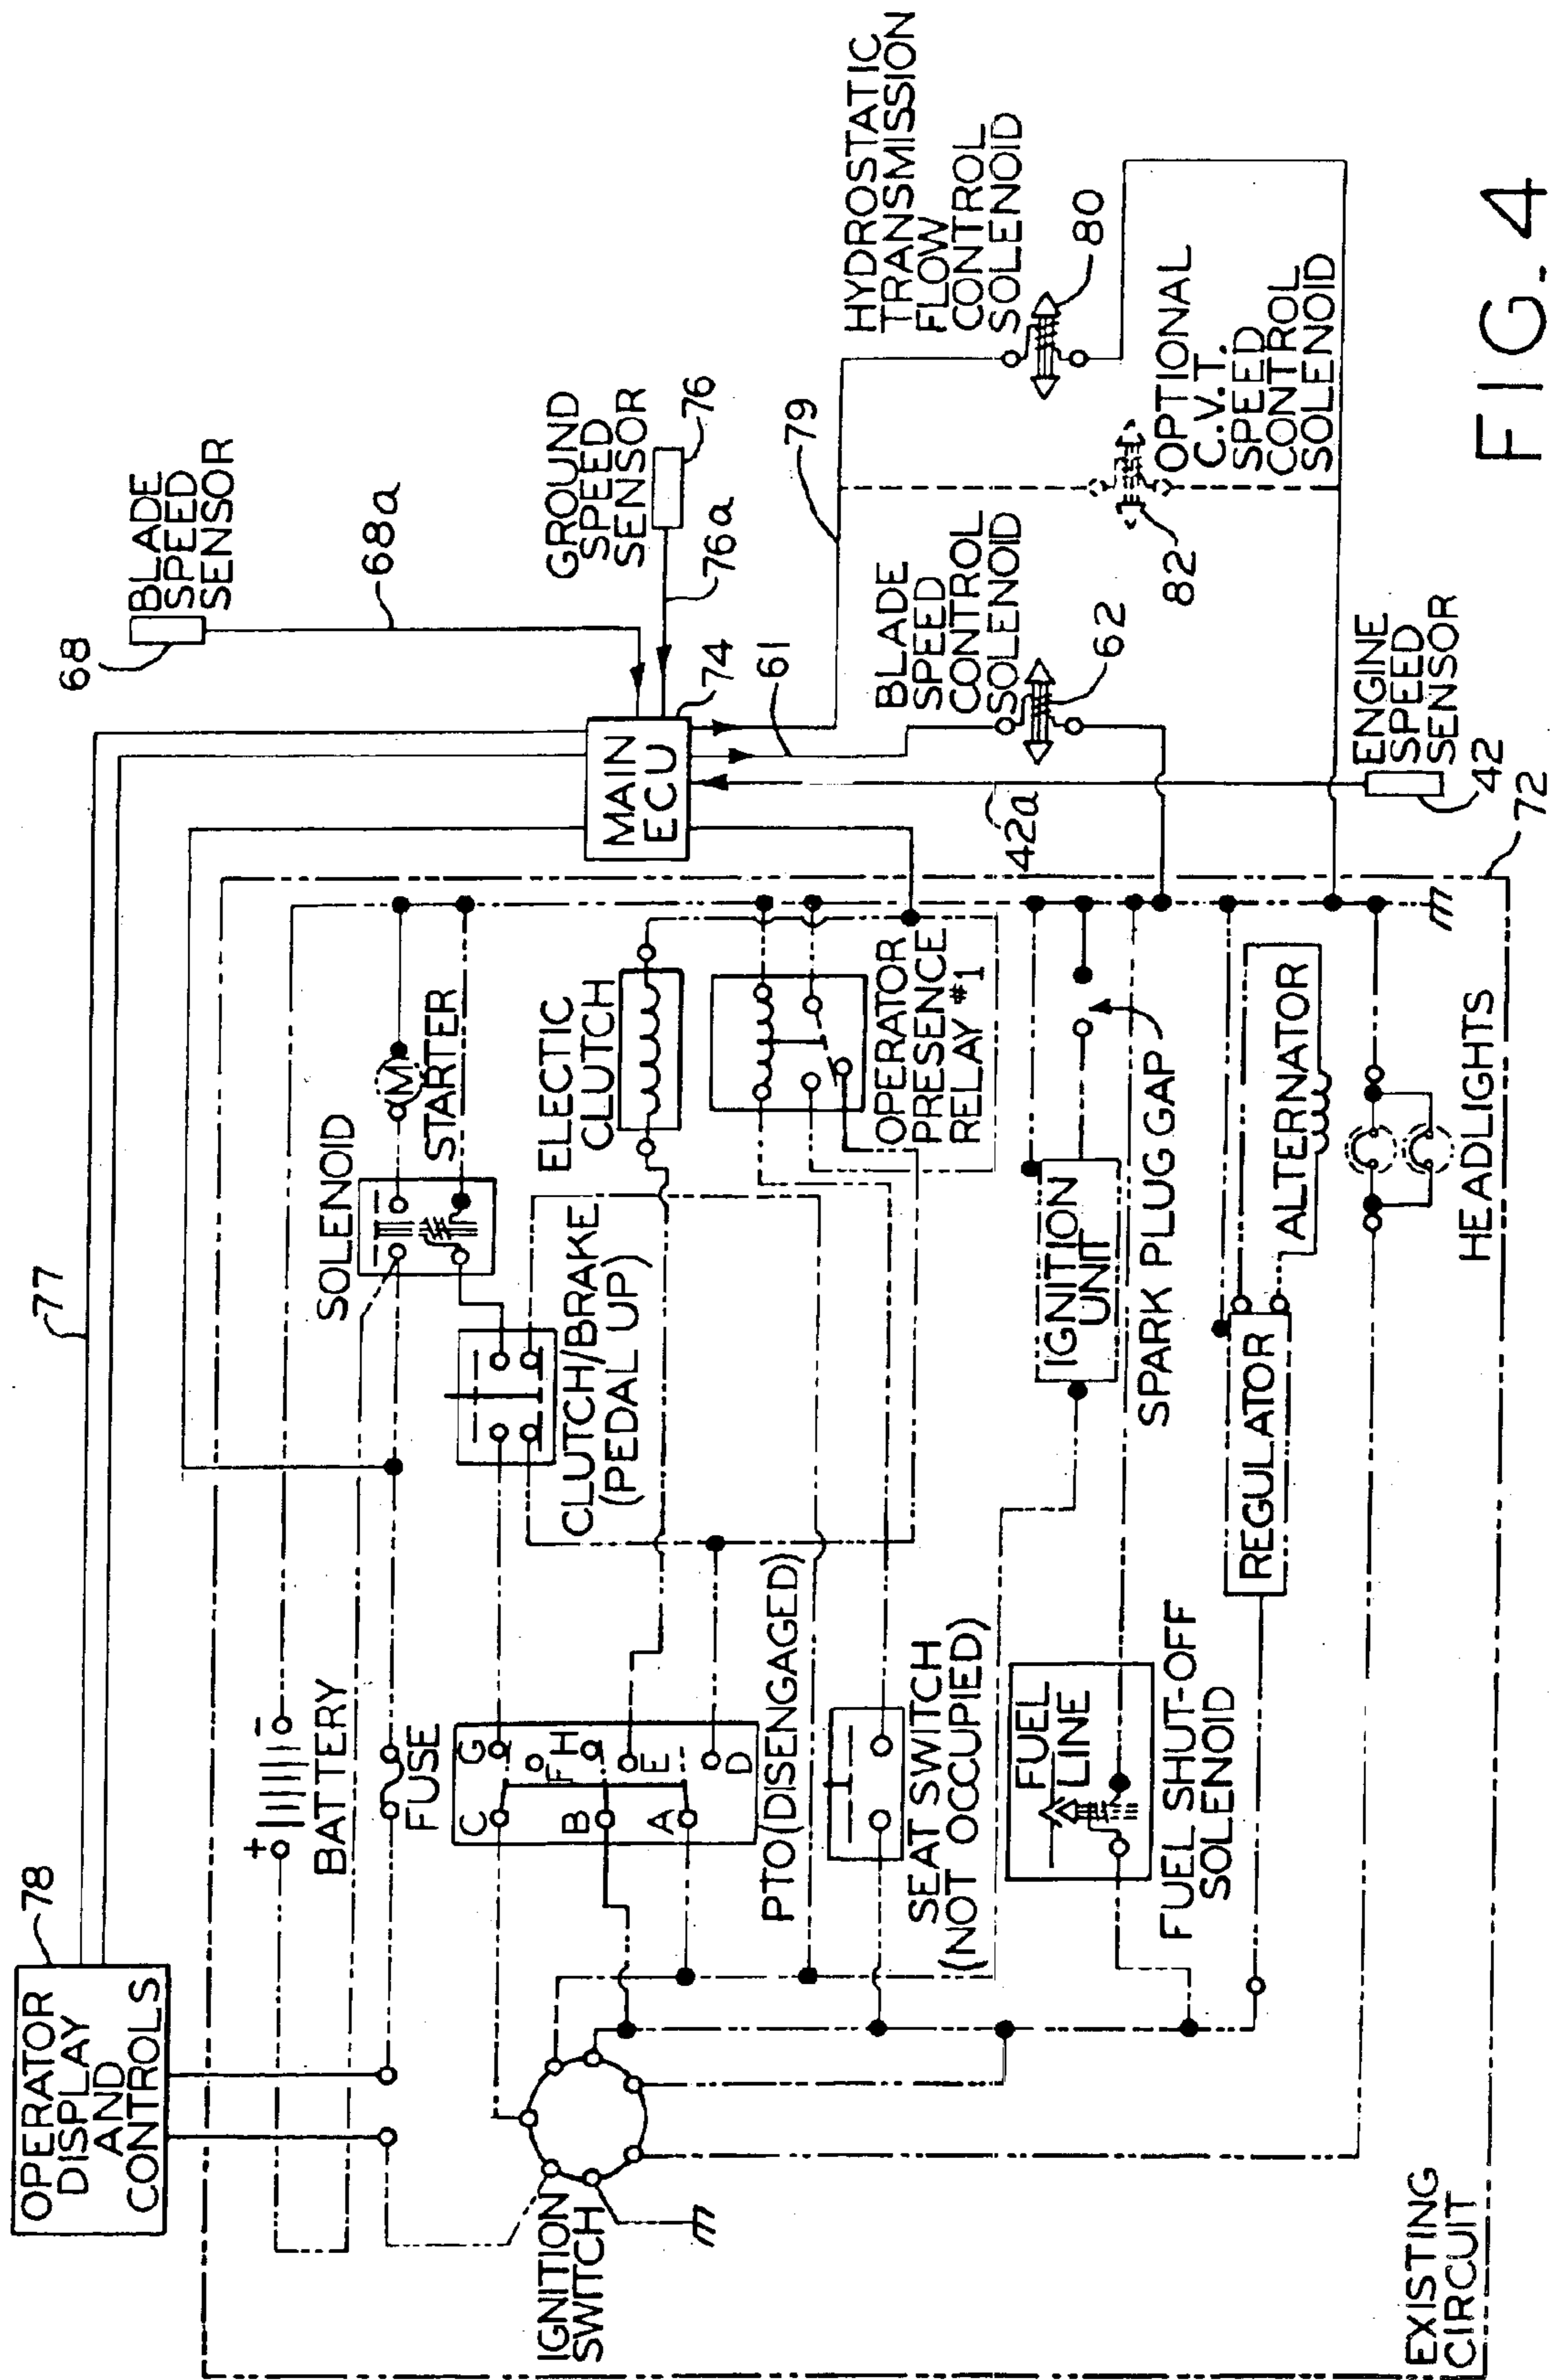 OPERATOR
DISPLAY
AND
CONTROLS
78
77
68
BLADE
SPEED
SENSOR
68a
GROUND
SPEED
SENSOR
76
76a
MAIN
ECU
74
61
79
HYDROSTATIC
TRANSMISSION
FLOW
CONTROL
SOLENOID
80
BLADE
SPEED
CONTROL
SOLENOID
62
OPTIONAL
C.V.T.
SPEED
CONTROL
SOLENOID
82
42a
ENGINE
SPEED
SENSOR
42
72
+
-
BATTERY
FUSE
SOLENOID
M
STARTER
CLUTCH/BRAKE
(PEDAL UP)
ELECTIC
CLUTCH
OPERATOR
PRESENCE
RELAY #1
C
G
F
B
H
E
A
D
PTO(DISENGAGED)
SEAT SWITCH
(NOT OCCUPIED)
IGNITION
SWITCH
IGNITION
UNIT
SPARK PLUG GAP
FUEL
LINE
FUEL SHUT-OFF
SOLENOID
REGULATOR
ALTERNATOR
HEADLIGHTS
EXISTING
CIRCUIT
FIG. 4